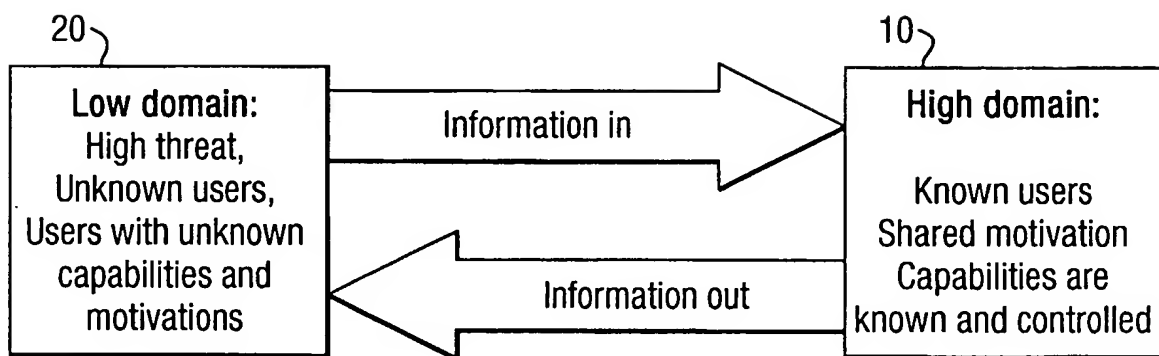 20
10
Low domain:
High threat,
Unknown users,
Users with unknown
capabilities and
motivations
Information in
Information out
High domain:
Known users
Shared motivation
Capabilities are
known and controlled